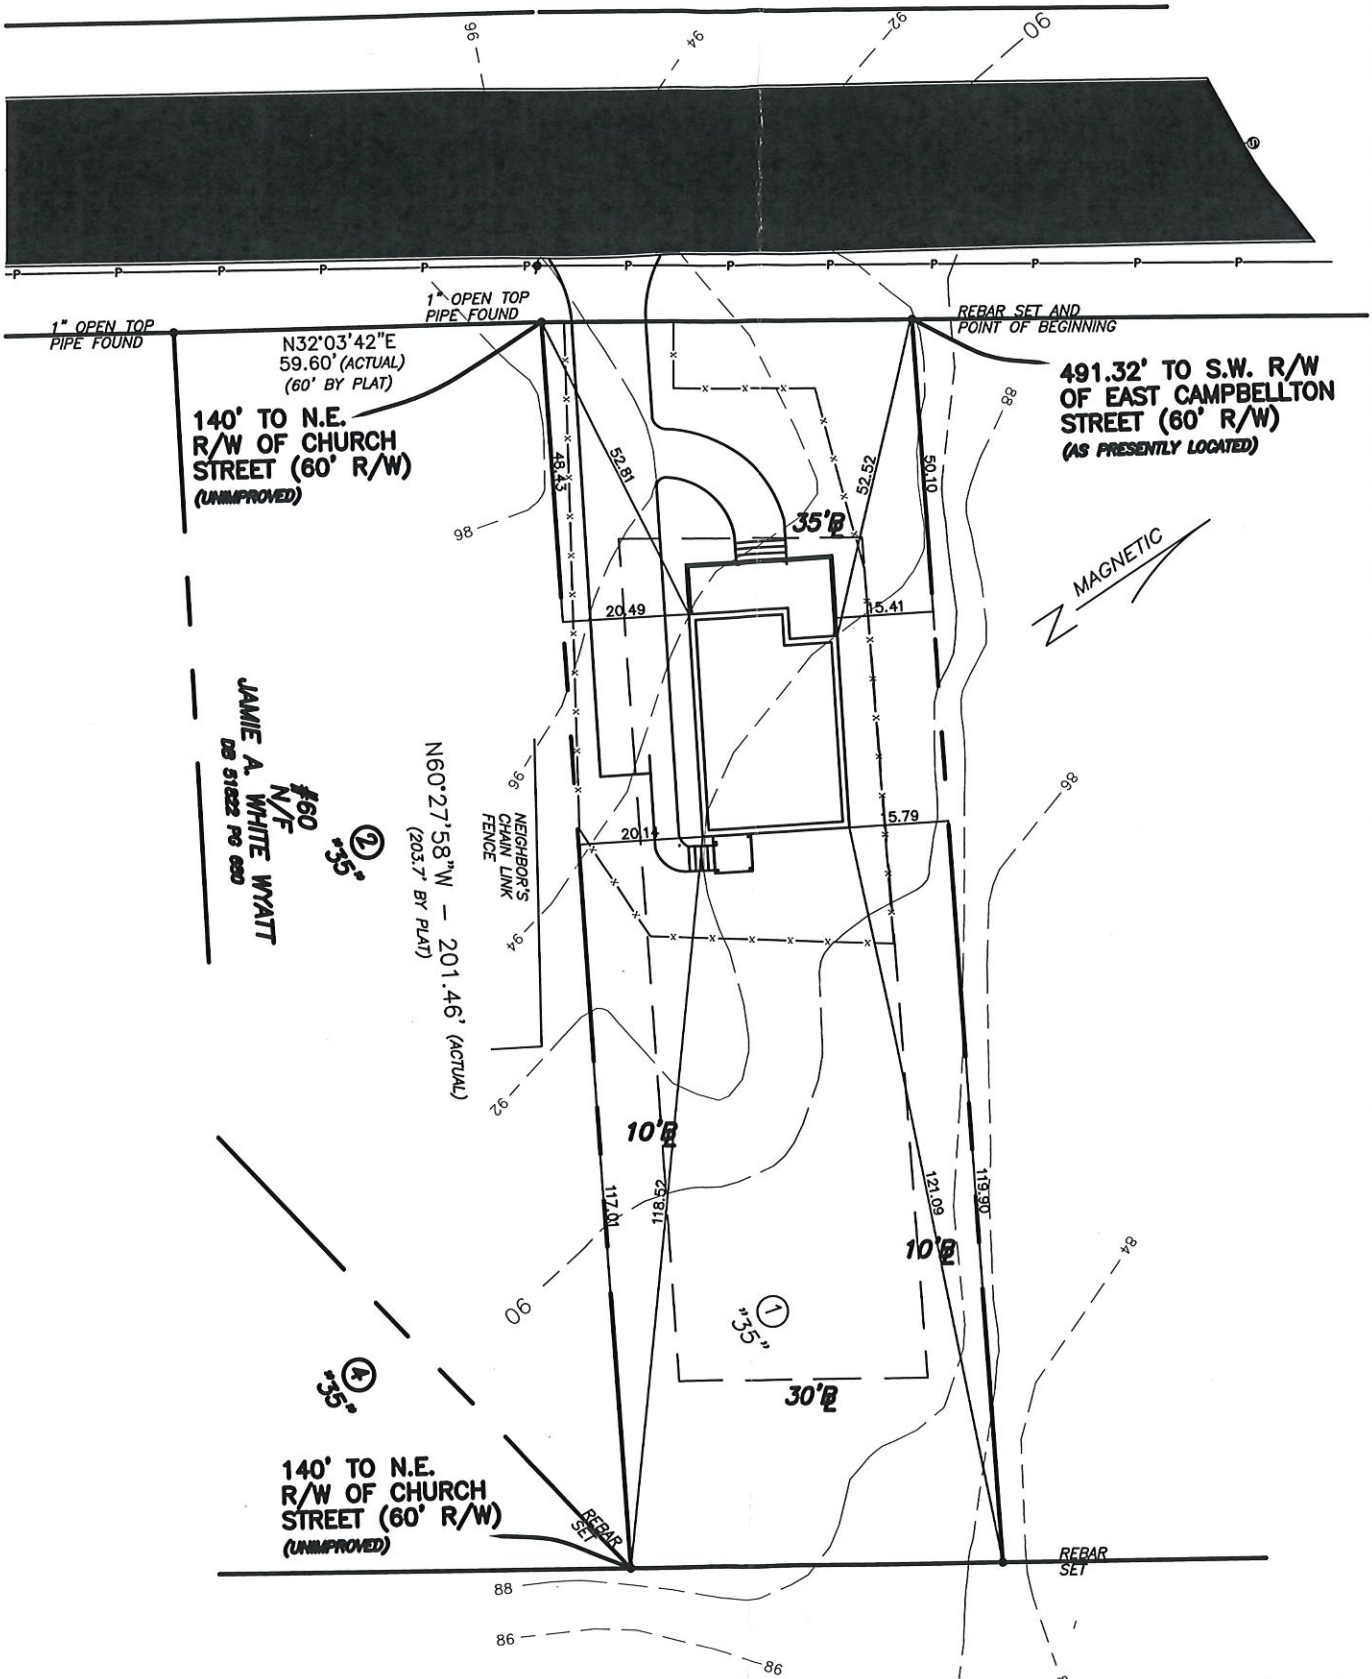 96
94
92
90
S
P P P P P P P P P P P P P
1" OPEN TOP
PIPE FOUND
1" OPEN TOP
PIPE FOUND
REBAR SET AND
POINT OF BEGINNING
N32°03'42"E
59.60' (ACTUAL)
(60' BY PLAT)
140' TO N.E.
R/W OF CHURCH
STREET (60' R/W)
(UNIMPROVED)
491.32' TO S.W. R/W
OF EAST CAMPBELLTON
STREET (60' R/W)
(AS PRESENTLY LOCATED)
88
48.43
52.81
52.52
50.10
98
35'BL
MAGNETIC
N
20.49
15.41
JAMIE A. WHITE WYATT
DB 51822 PG 680
#60
N/F
2
"35"
N60°27'58"W - 201.46' (ACTUAL)
(203.7' BY PLAT)
NEIGHBOR'S
CHAIN LINK
FENCE
96
86
20.14
15.79
94
92
10'BL
117.01
118.52
121.09
119.90
10'BL
84
90
1
"35"
30'BL
4
"35"
140' TO N.E.
R/W OF CHURCH
STREET (60' R/W)
(UNIMPROVED)
REBAR
SET
REBAR
SET
88
86
86